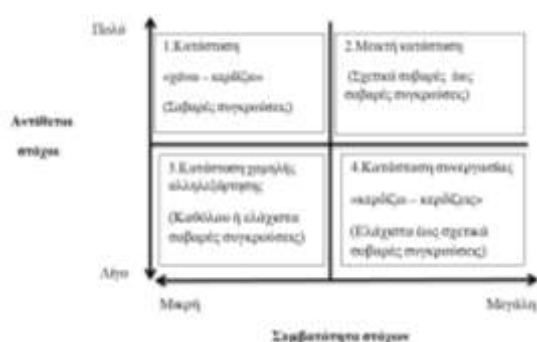 Πολύ
1.Κατάσταση
«χάνω – κερδίζω»
(Σοβαρές συγκρούσεις)
2.Μεικτή κατάσταση
(Σχετικά σοβαρές έως
σοβαρές συγκρούσεις)
Αντίθετοι
στόχοι
3.Κατάσταση χαμηλής
αλληλεξάρτησης
(Καθόλου ή ελάχιστα
σοβαρές συγκρούσεις)
4.Κατάσταση συνεργασίας
«κερδίζω – κερδίζεις»
(Ελάχιστα έως σχετικά
σοβαρές συγκρούσεις)
Λίγο
Μικρή
Μεγάλη
Συμβατότητα στόχων